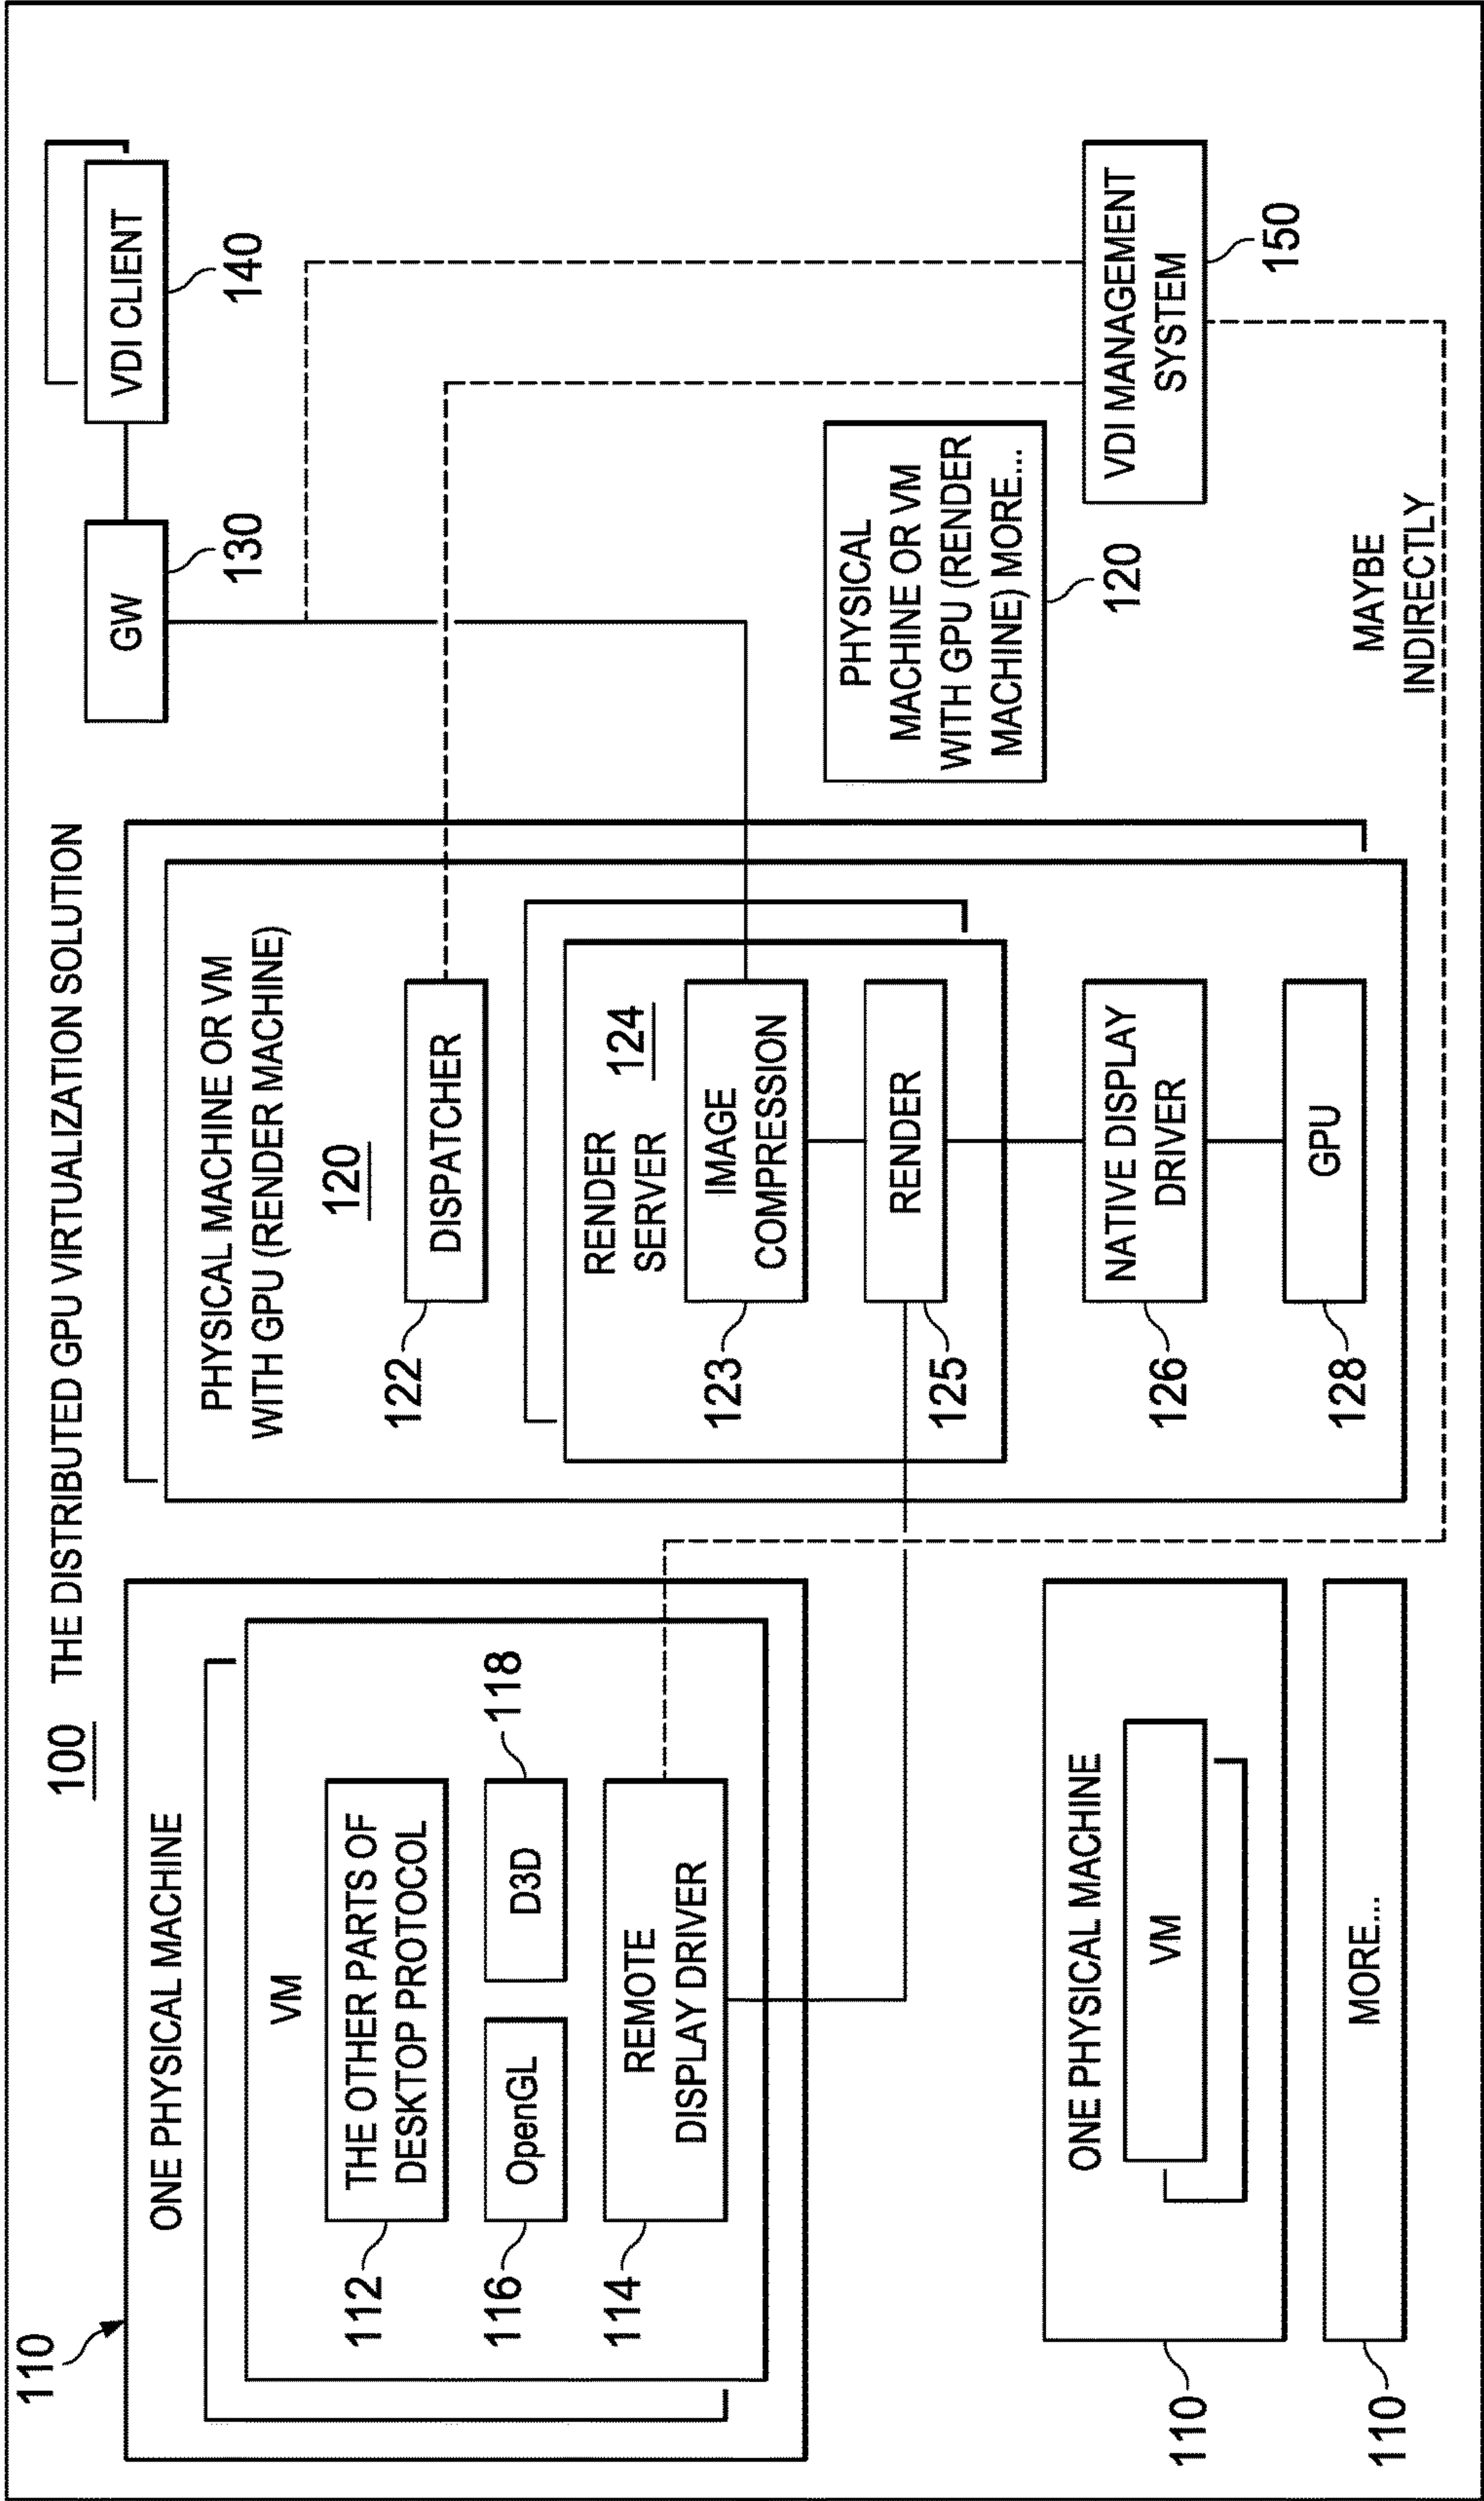 100 THE DISTRIBUTED GPU VIRTUALIZATION SOLUTION
110
ONE PHYSICAL MACHINE
VM
THE OTHER PARTS OF
DESKTOP PROTOCOL
112
OpenGL
116
D3D
118
REMOTE
DISPLAY DRIVER
114
ONE PHYSICAL MACHINE
VM
110
MORE...
110
PHYSICAL MACHINE OR VM
WITH GPU (RENDER MACHINE)
120
DISPATCHER
122
RENDER
SERVER
124
IMAGE
COMPRESSION
123
RENDER
125
NATIVE DISPLAY
DRIVER
126
GPU
128
GW
130
VDI CLIENT
140
PHYSICAL
MACHINE OR VM
WITH GPU (RENDER
MACHINE) MORE...
120
VDI MANAGEMENT
SYSTEM
150
MAYBE
INDIRECTLY